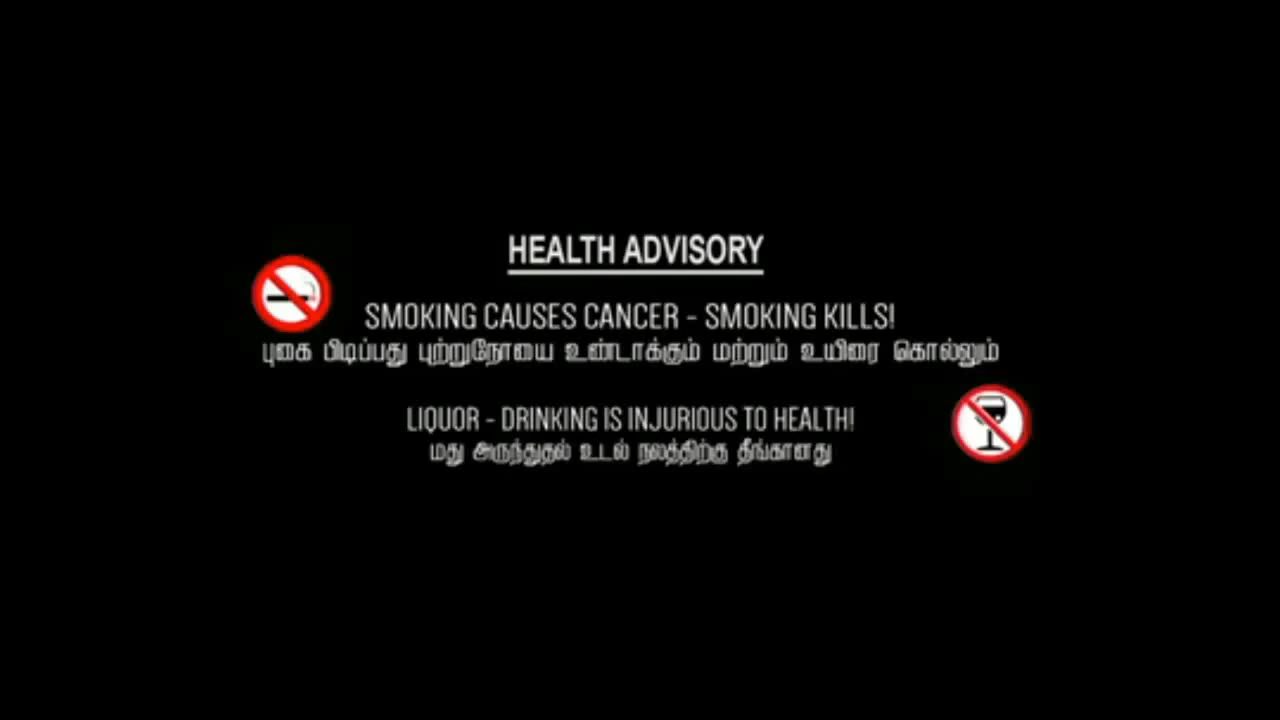 HEALTH ADVISORY
SMOKING CAUSES CANCER - SMOKING KILLS!
புகை பிடிப்பது புற்றுநோயை உண்டாக்கும் மற்றும் உயிரை கொல்லும்
LIQUOR - DRINKING IS INJURIOUS TO HEALTH!
மது அருந்துதல் உடல் நலத்திற்கு தீங்கானது